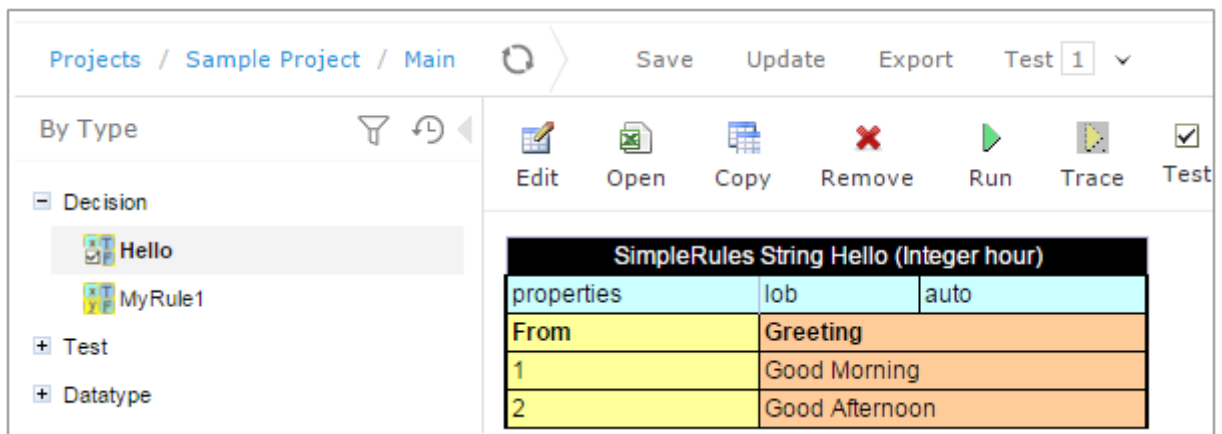 Projects / Sample Project / Main
Save Update Export Test 1
By Type
Edit Open Copy Remove Run Trace Test
Decision
Hello
MyRule1
Test
Datatype
SimpleRules String Hello (Integer hour)
properties lob auto
From Greeting
1 Good Morning
2 Good Afternoon